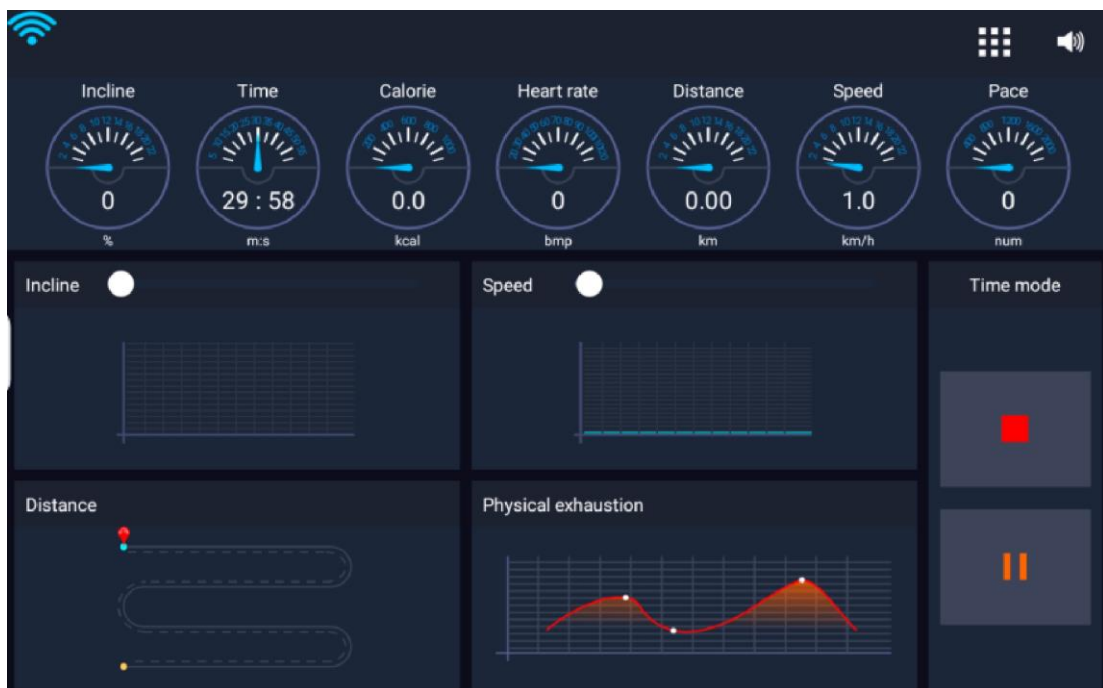 Incline Time Calorie Heart rate Distance Speed Pace
0 29 : 58 0.0 0 0.00 1.0 0
% m:s kcal bmp km km/h num
Incline Speed Time mode
Distance Physical exhaustion